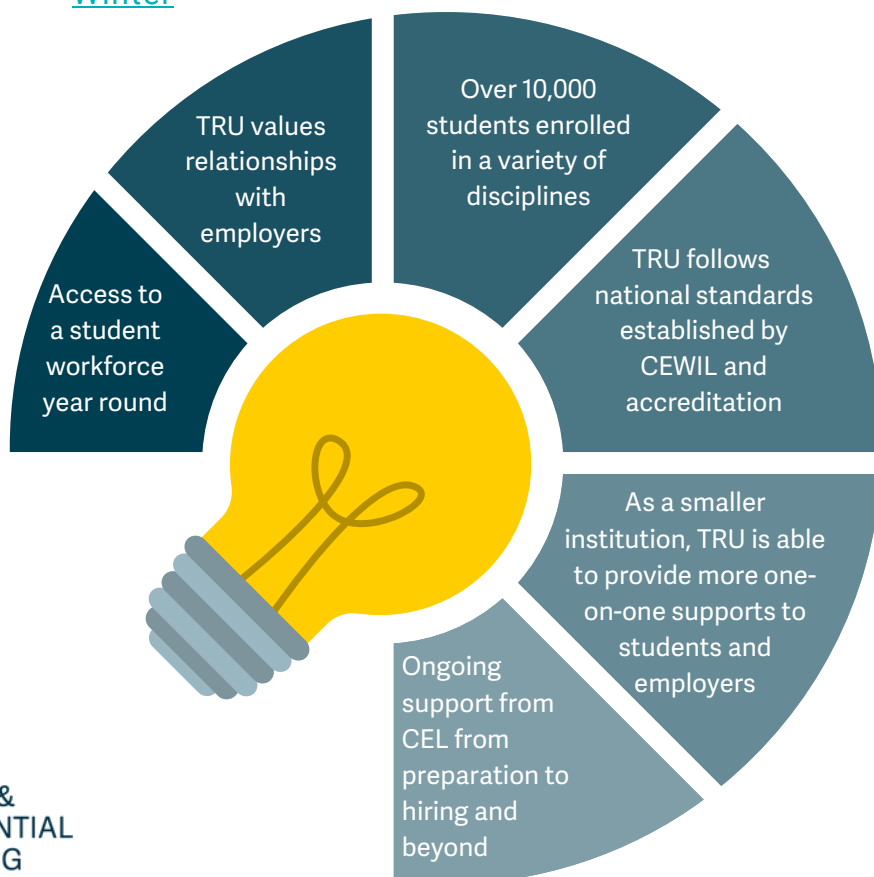 Winter
Over 10,000
students enrolled
in a variety of
disciplines
TRU values
relationships
with
employers
TRU follows
national standards
established by
CEWIL and
accreditation
Access to
a student
workforce
year round
As a smaller
institution, TRU is able
to provide more one-
on-one supports to
students and
employers
Ongoing
support from
CEL from
preparation to
hiring and
beyond
&
NTIAL
G